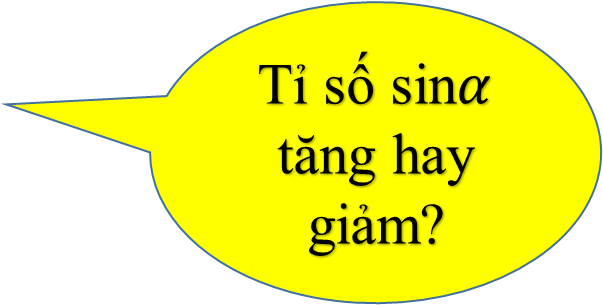 Tỉ số sin𝛼
tăng hay
giảm?